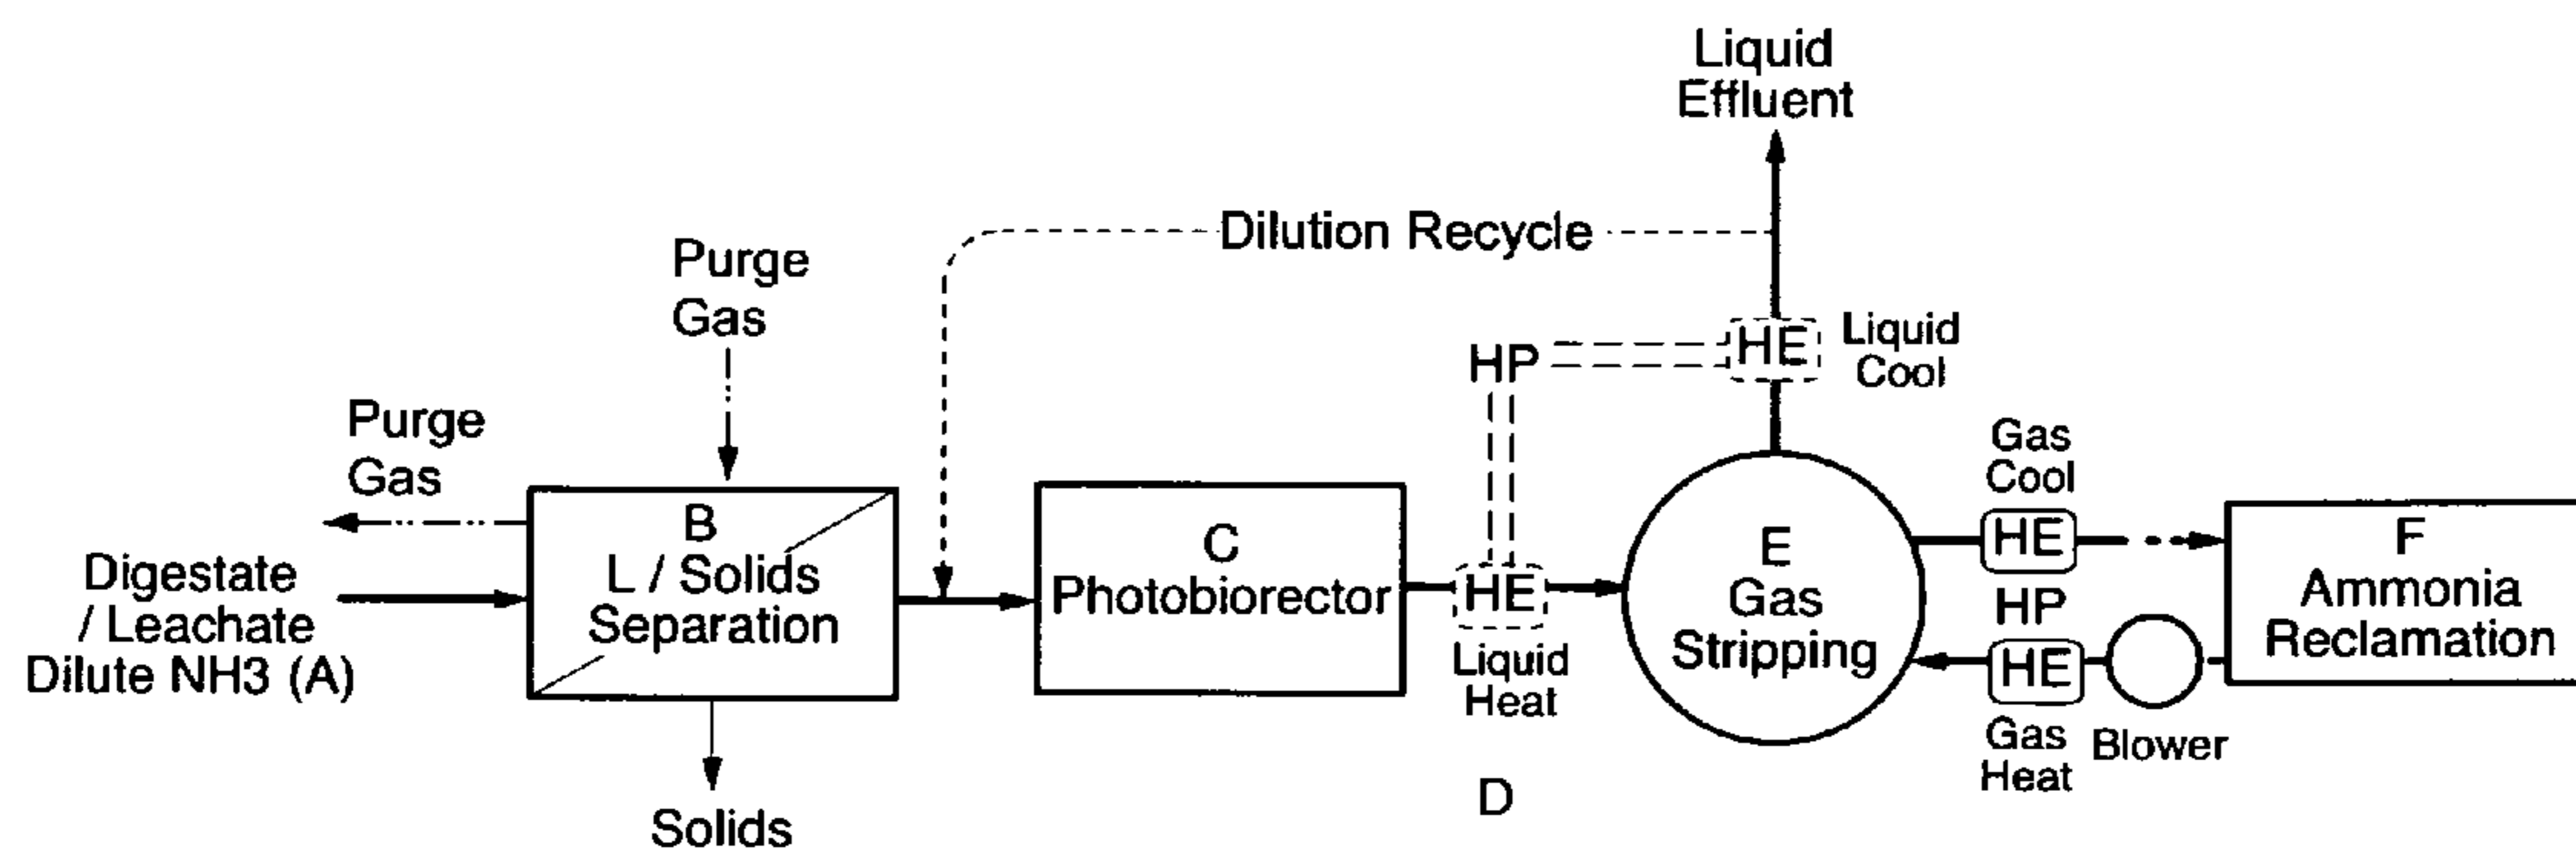 Liquid
Effluent
Dilution Recycle
Purge
Gas
HE
Liquid
Cool
HP
Purge
Gas
Gas
Cool
B
L / Solids
Separation
C
Photobiorector
HE
Liquid
Heat
E
Gas
Stripping
HE
HP
HE
Gas
Heat
Blower
F
Ammonia
Reclamation
Digestate
/ Leachate
Dilute NH3 (A)
D
Solids